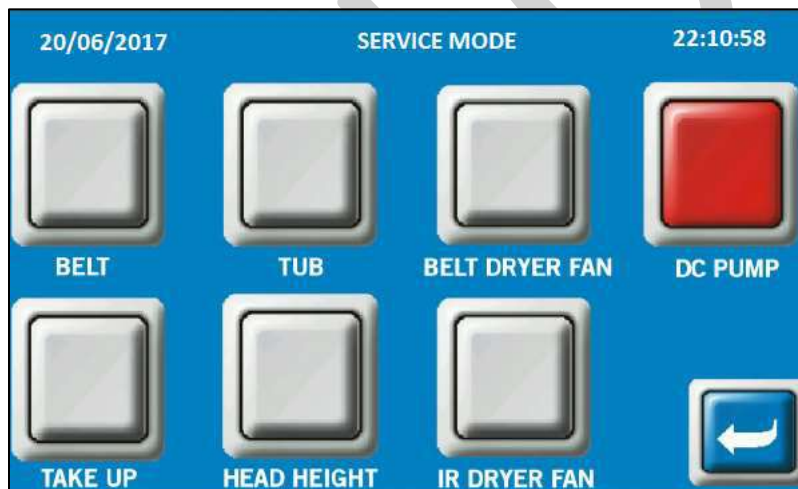 20/06/2017 SERVICE MODE 22:10:58
BELT TUB BELT DRYER FAN DC PUMP
TAKE UP HEAD HEIGHT IR DRYER FAN